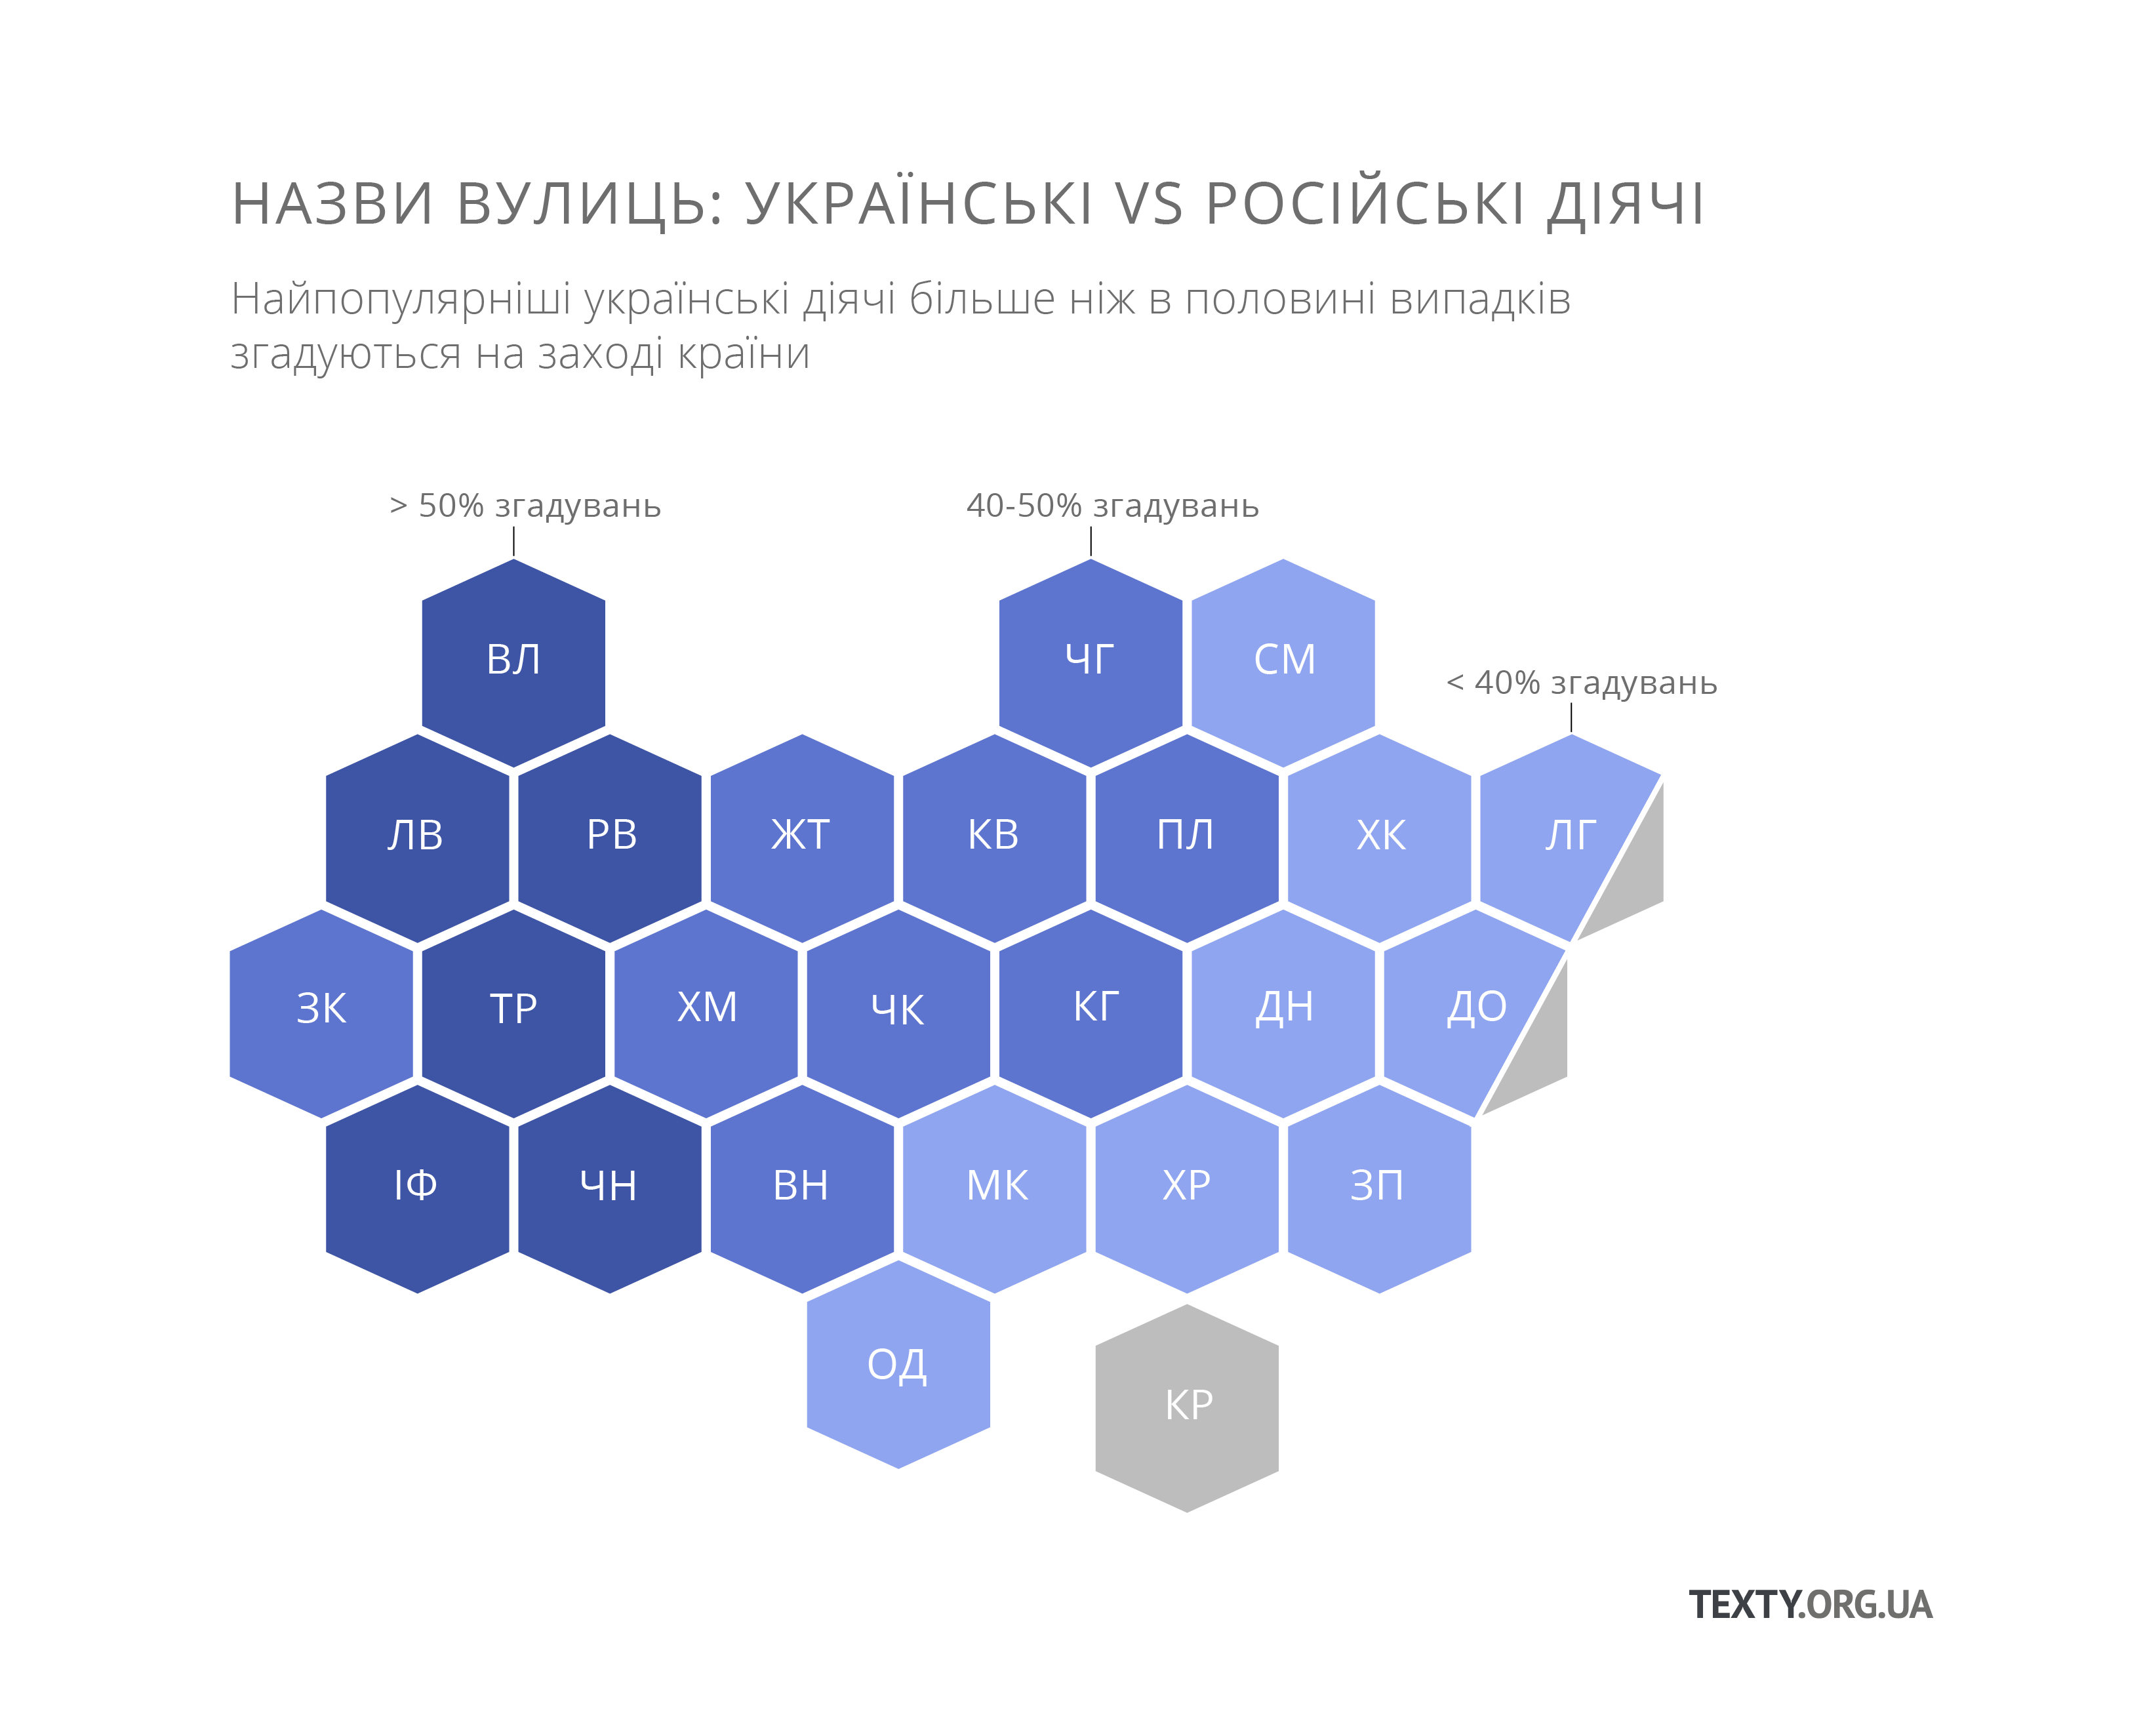 НАЗВИ ВУЛИЦЬ: УКРАЇНСЬКІ VS РОСІЙСЬКІ ДІЯЧІ
Найпопулярніші українські діячі більше ніж в половині випадків
згадуються на заході країни
> 50% згадувань
40-50% згадувань
ВЛ
ЧГ
СМ
< 40% згадувань
ЛВ
РВ
ЖТ
КВ
ПЛ
ХК
ЛГ
ЗК
ТР
ХМ
ЧК
КГ
ДН
ДО
ІФ
ЧН
ВН
МК
ХР
ЗП
ОД
КР
TEXTY.ORG.UA